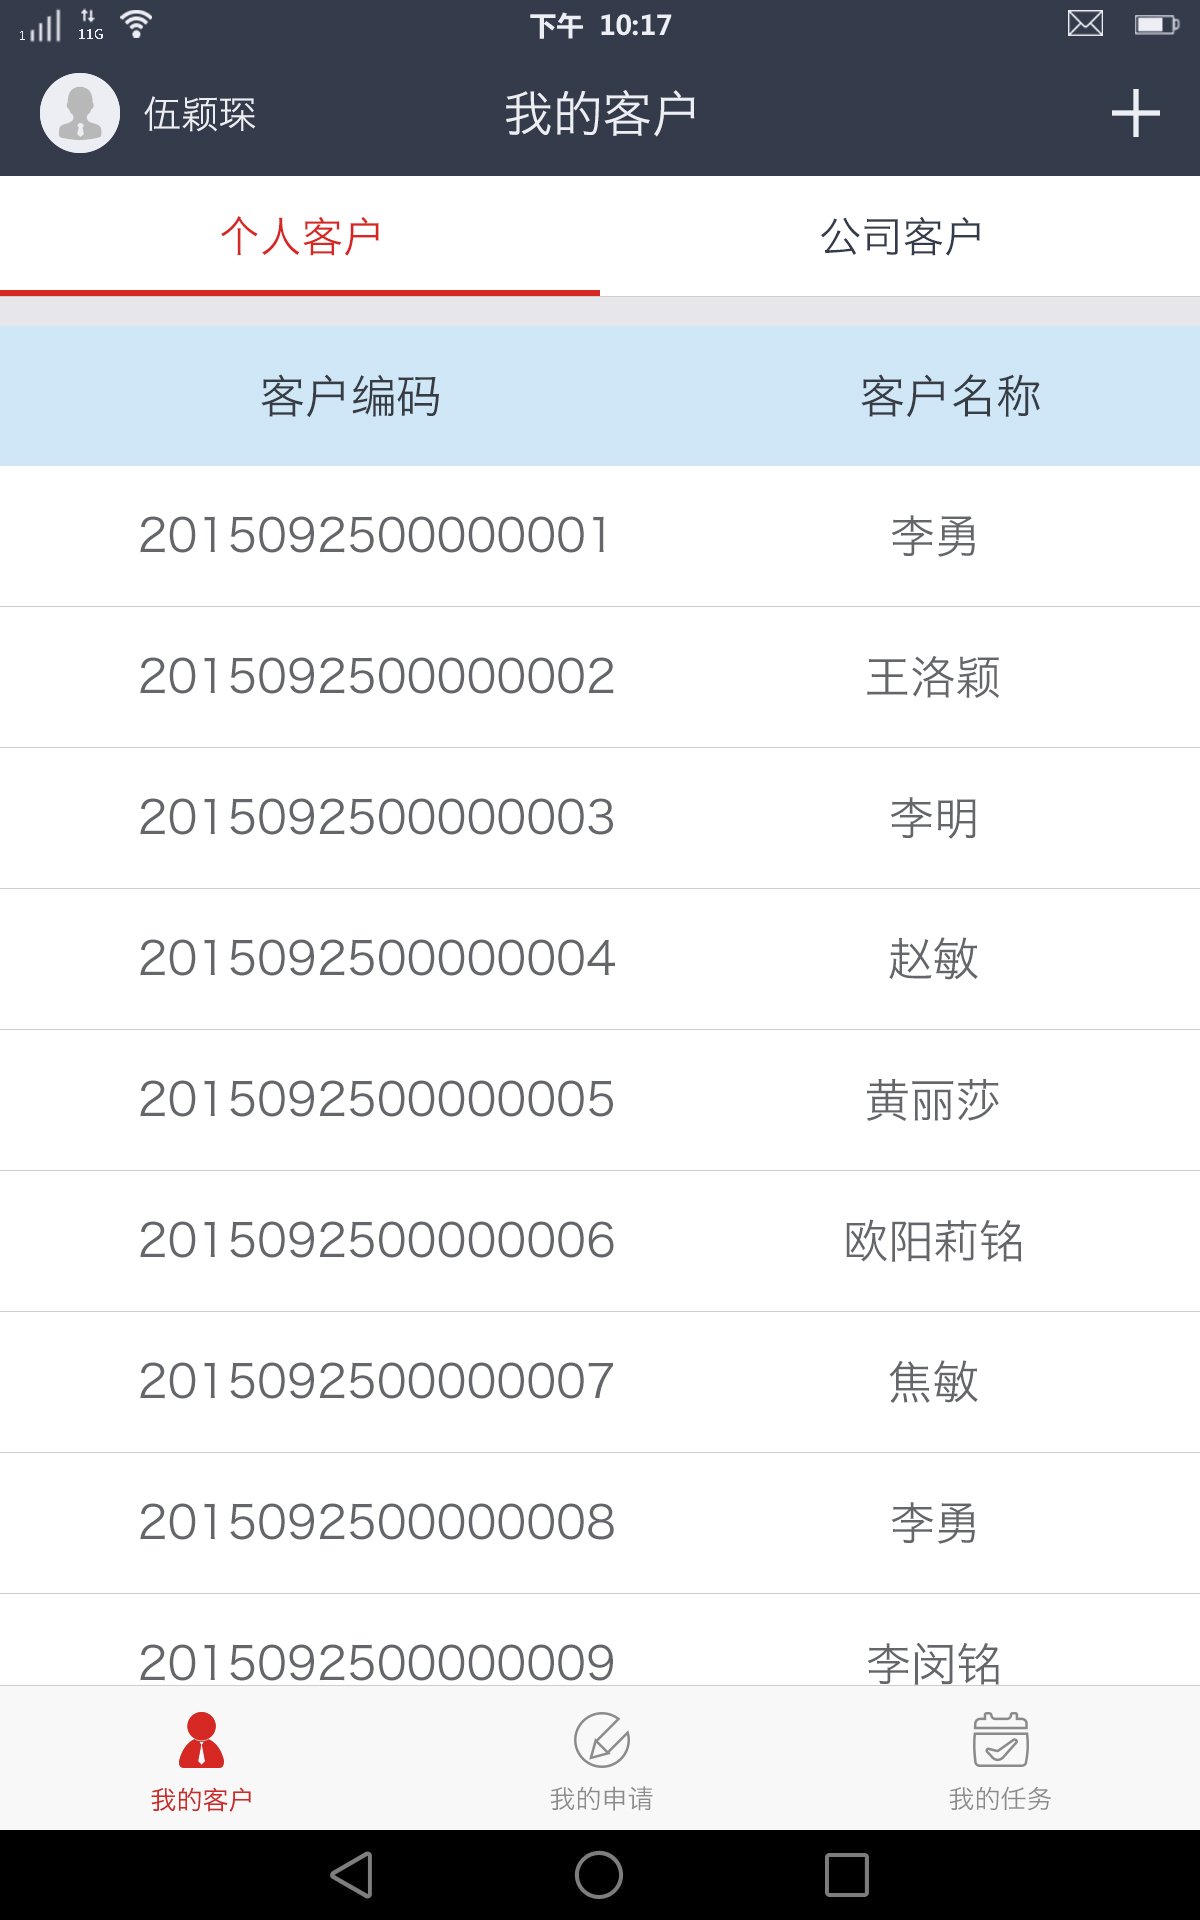 1 11G 下午 10:17
伍颖琛 我的客户
个人客户 公司客户
客户编码 客户名称
2015092500000001 李勇
2015092500000002 王洛颖
2015092500000003 李明
2015092500000004 赵敏
2015092500000005 黄丽莎
2015092500000006 欧阳莉铭
2015092500000007 焦敏
2015092500000008 李勇
2015092500000009 李闵铭
我的客户 我的申请 我的任务